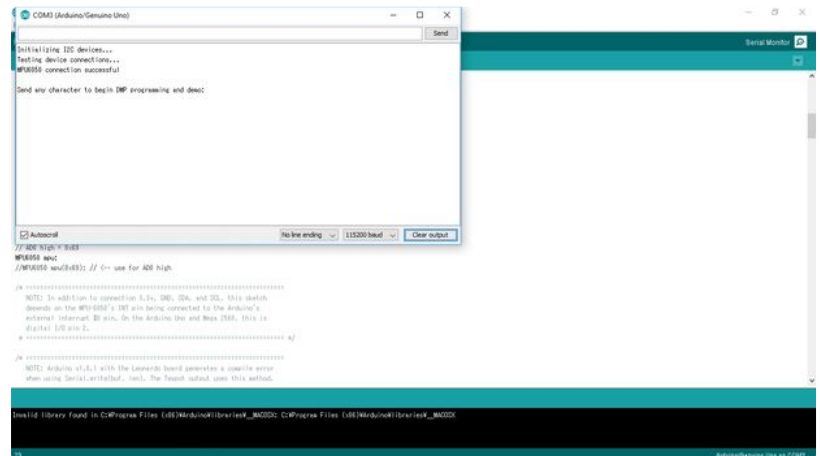 COM3 (Arduino/Genuino Uno)
Send
Initializing I2C devices...
Testing device connections...
MPU6050 connection successful
Send any character to begin DMP programming and demo:
Autoscroll
No line ending
115200 baud
Clear output
Serial Monitor
// AD0 high = 0x69
MPU6050 mpu;
//MPU6050 mpu(0x69); // <-- use for AD0 high
NOTE: In addition to connection 3.3v, GND, SDA, and SCL, this sketch
depends on the MPU-6050's INT pin being connected to the Arduino's
external interrupt #0 pin. On the Arduino Uno and Mega 2560, this is
digital I/O pin 2.
NOTE: Arduino v1.0.1 with the Leonardo board generates a compile error
when using Serial.write(buf, len). The Teapot output uses this method.
Invalid library found in C:₩Program Files (x86)₩Arduino₩libraries₩__MACOSX: C:₩Program Files (x86)₩Arduino₩libraries₩__MACOSX
Arduino/Genuino Uno on COM3